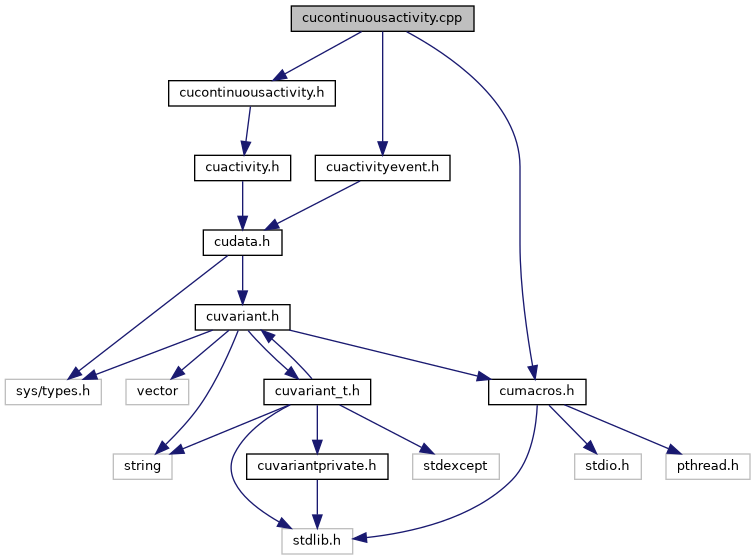 cucontinuousactivity.cpp
cucontinuousactivity.h
cuactivity.h
cuactivityevent.h
cudata.h
cuvariant.h
sys/types.h
vector
cuvariant_t.h
cumacros.h
string
cuvariantprivate.h
stdexcept
stdio.h
pthread.h
stdlib.h